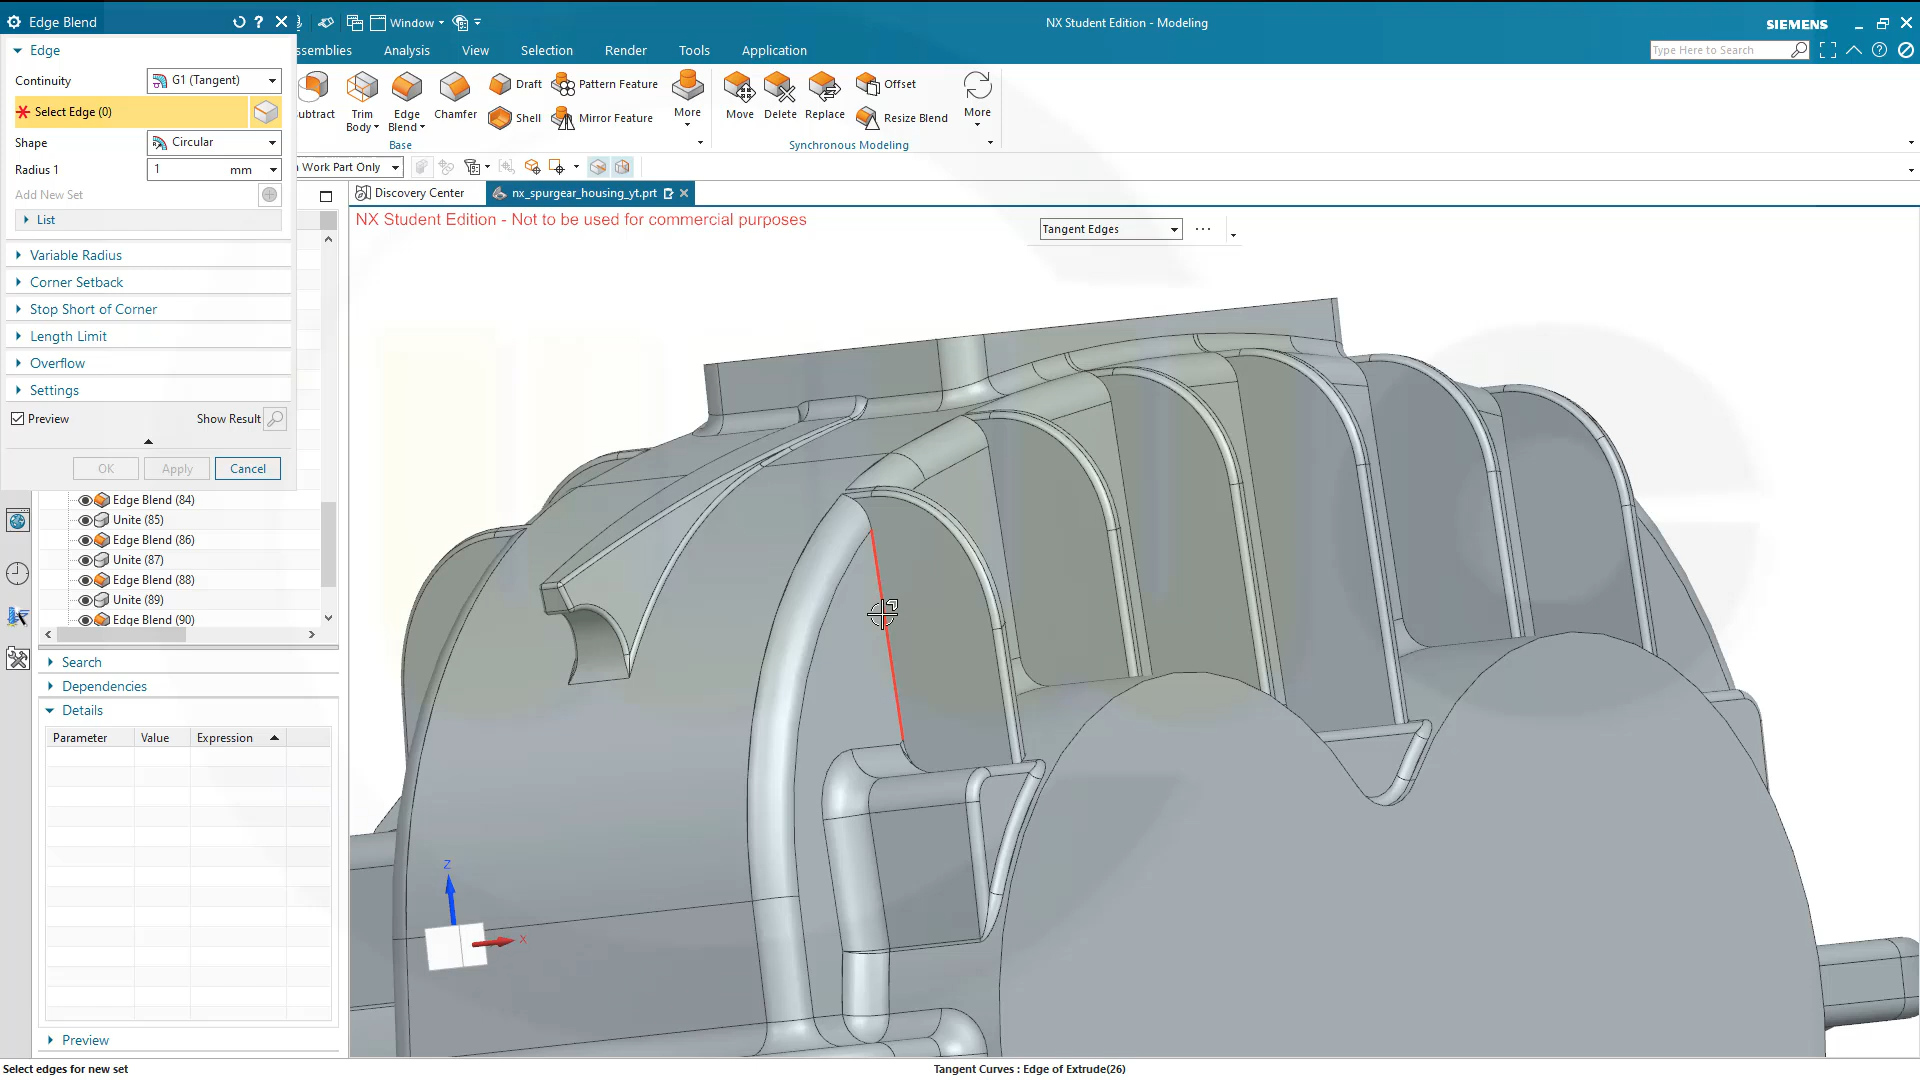 Edge Blend
Window
NX Student Edition - Modeling
SIEMENS
ssemblies
Analysis
View
Selection
Render
Tools
Application
Type Here to Search
Edge
Continuity
G1 (Tangent)
Select Edge (0)
Shape
Circular
Radius 1
1
mm
Add New Set
List
Variable Radius
Corner Setback
Stop Short of Corner
Length Limit
Overflow
Settings
Preview
Show Result
OK
Apply
Cancel
ubtract
Trim
Body
Edge
Blend
Chamfer
Draft
Shell
Pattern Feature
Mirror Feature
More
Base
Move
Delete
Replace
Offset
Resize Blend
More
Synchronous Modeling
Work Part Only
Discovery Center
nx_spurgear_housing_yt.prt
NX Student Edition - Not to be used for commercial purposes
Tangent Edges
Edge Blend (84)
Unite (85)
Edge Blend (86)
Unite (87)
Edge Blend (88)
Unite (89)
Edge Blend (90)
Search
Dependencies
Details
Parameter
Value
Expression
Preview
Z
X
Select edges for new set
Tangent Curves : Edge of Extrude(26)